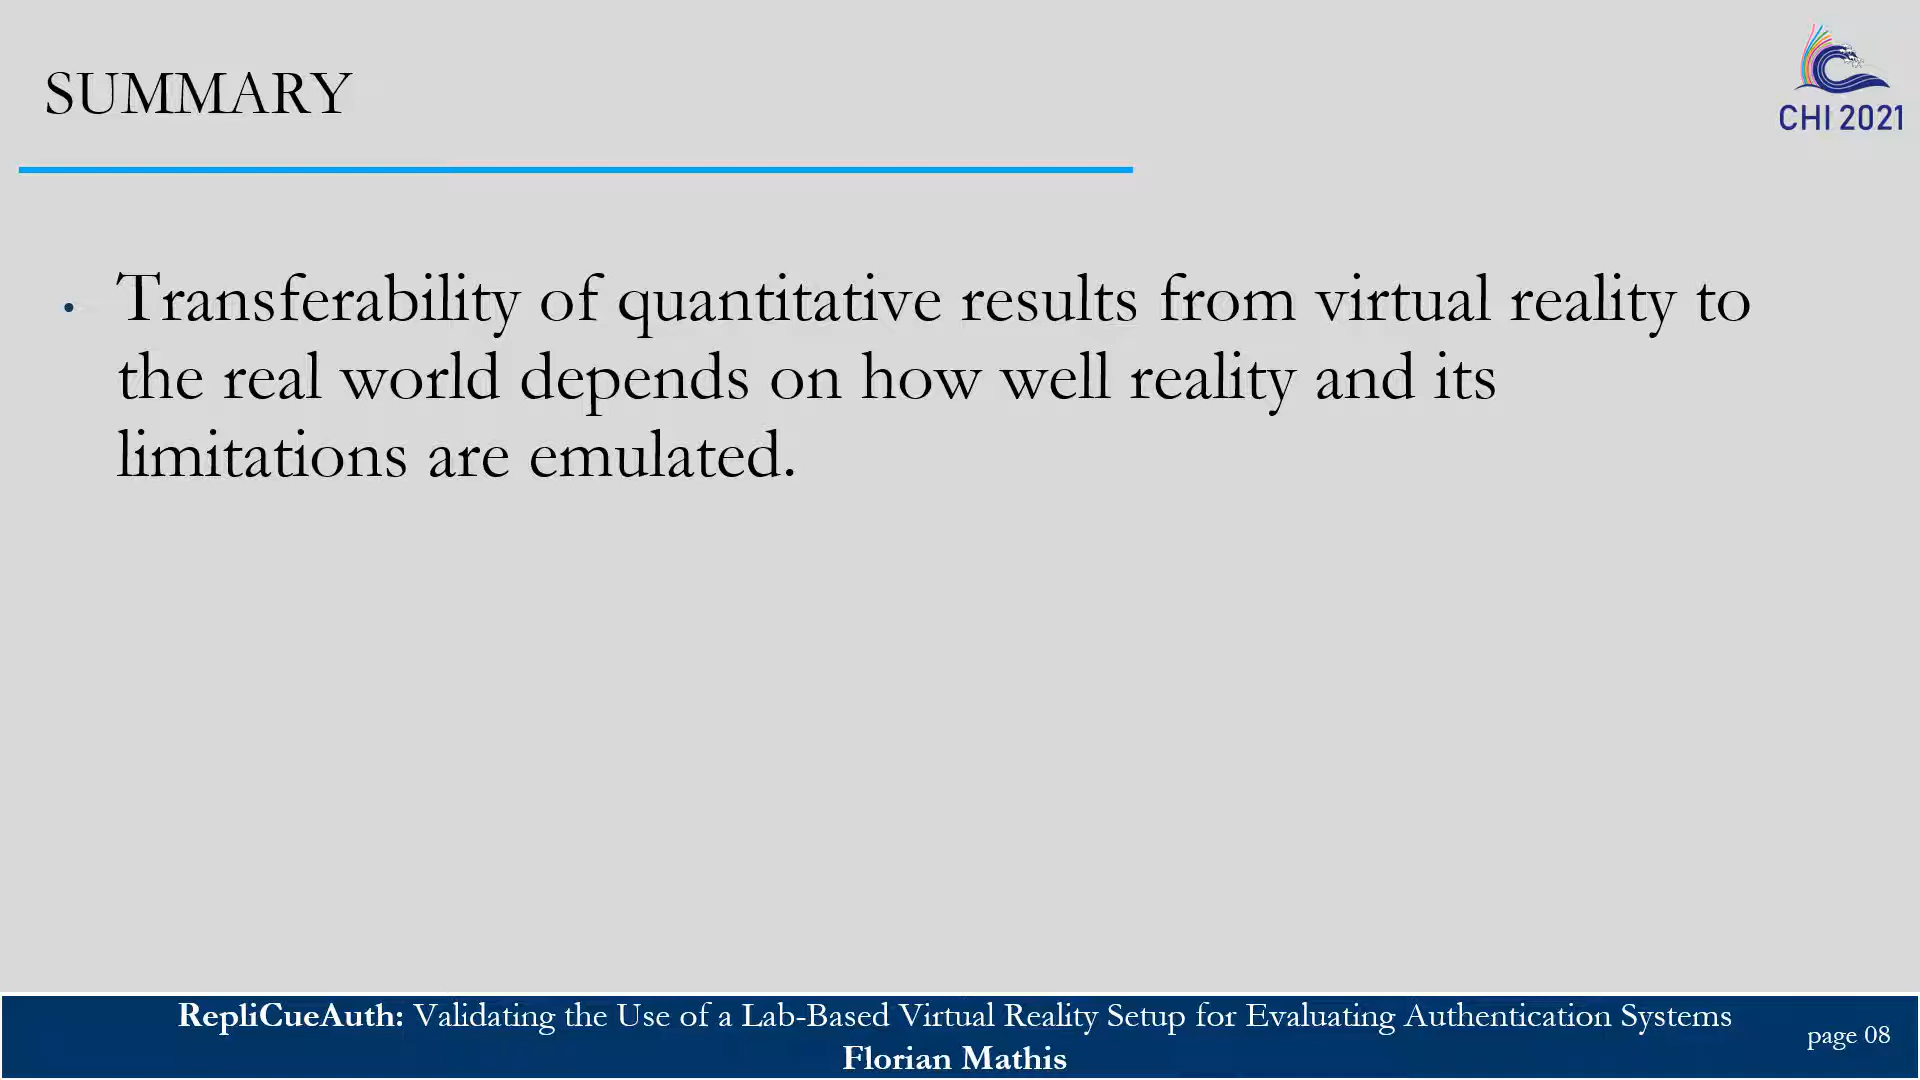 SUMMARY
CHI 2021
• Transferability of quantitative results from virtual reality to
the real world depends on how well reality and its
limitations are emulated.
RepliCueAuth: Validating the Use of a Lab-Based Virtual Reality Setup for Evaluating Authentication Systems
Florian Mathis
page 08